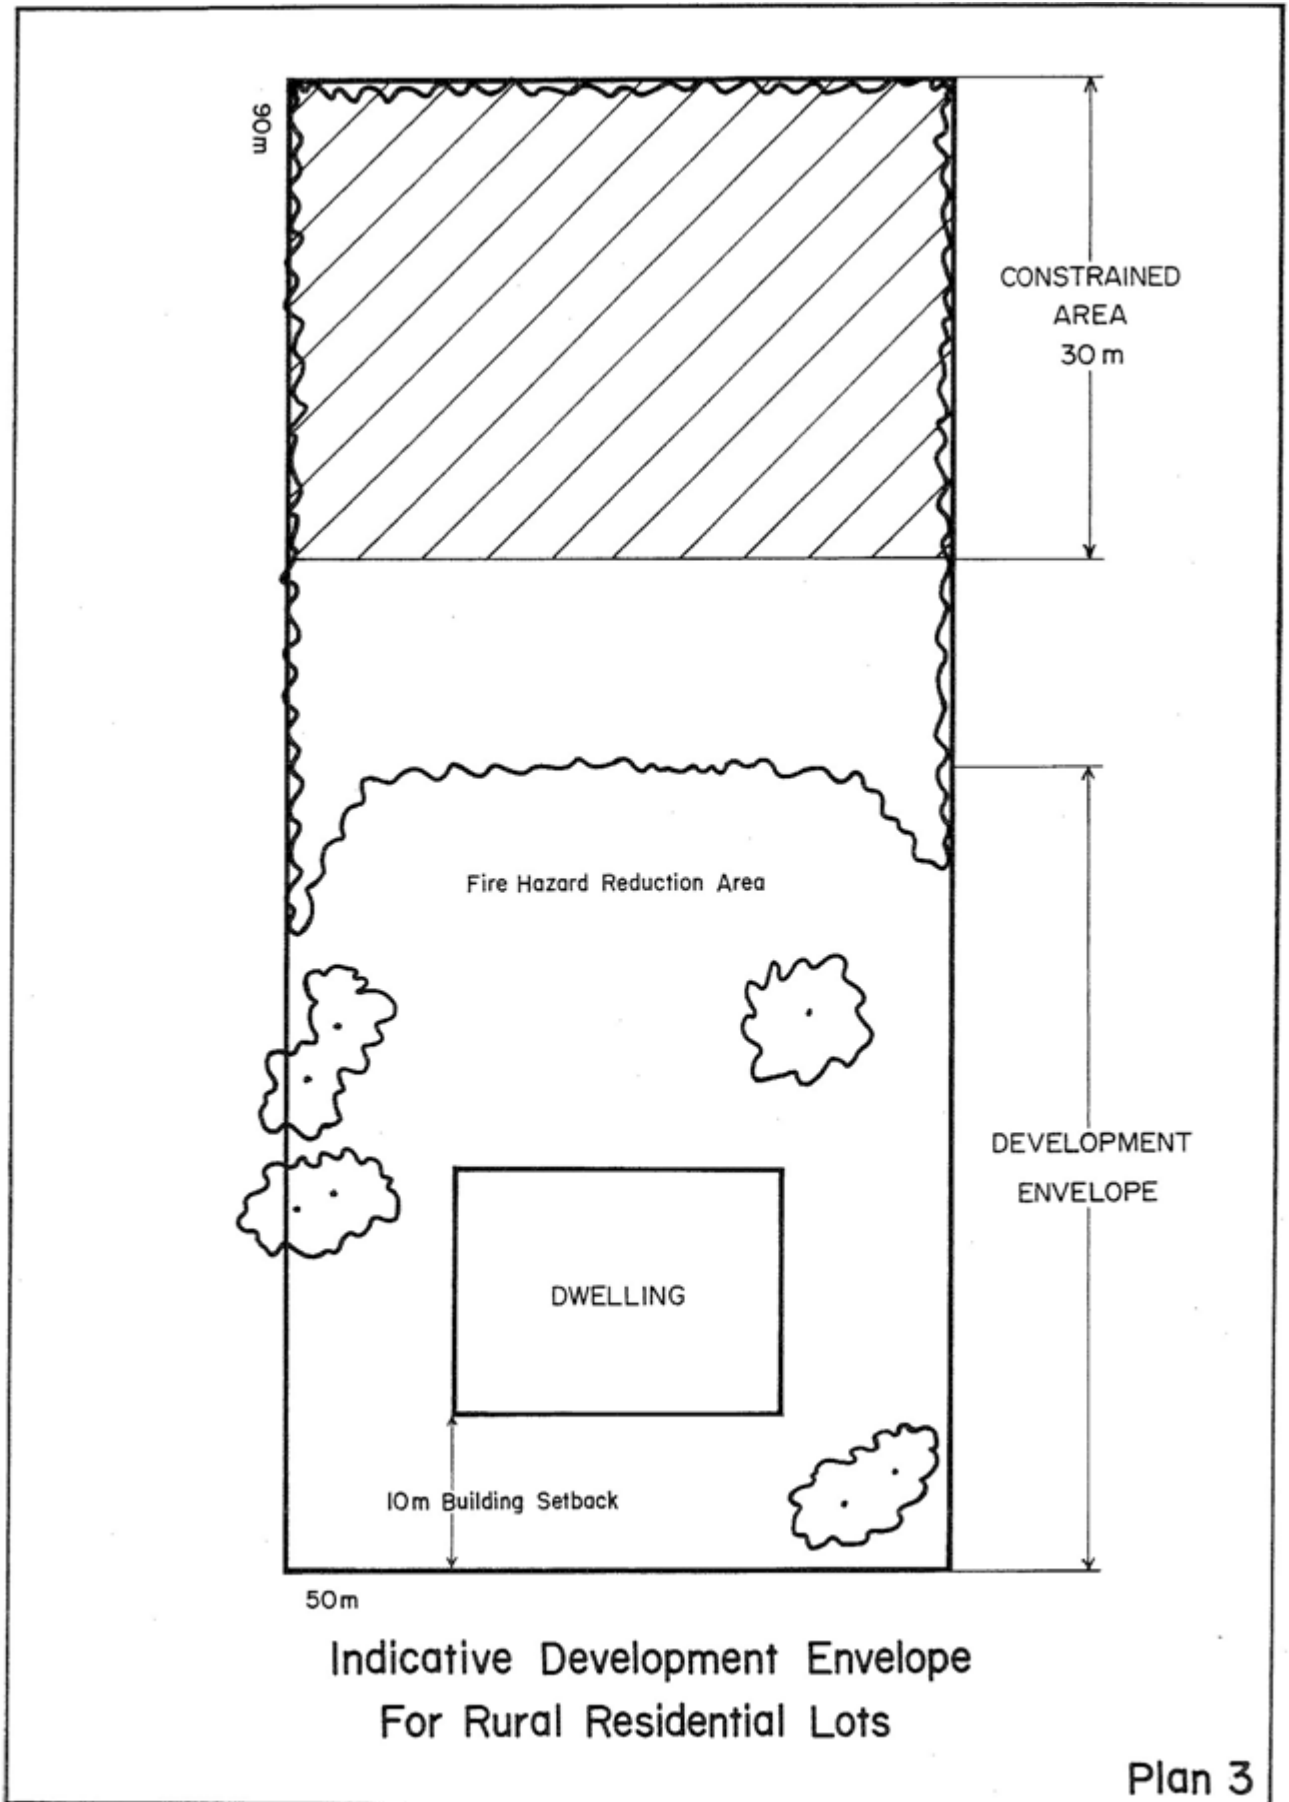 90m
CONSTRAINED
AREA
30m
Fire Hazard Reduction Area
DEVELOPMENT
ENVELOPE
DWELLING
10m Building Setback
50m
Indicative Development Envelope
For Rural Residential Lots
Plan 3